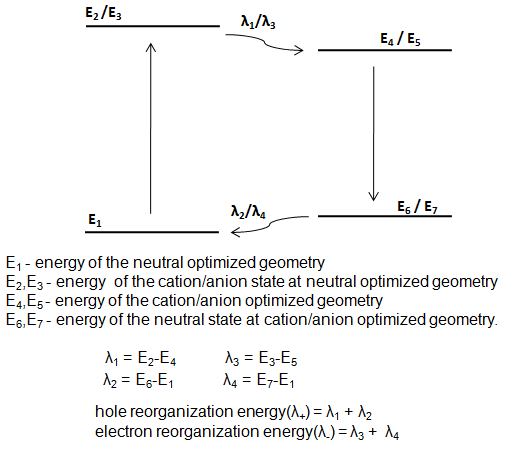 E₂/E₃
λ₁/λ₃
E₄/E₅
λ₂/λ₄
E₆/E₇
E₁
E₁ - energy of the neutral optimized geometry
E₂,E₃ - energy of the cation/anion state at neutral optimized geometry
E₄,E₅ - energy of the cation/anion optimized geometry
E₆,E₇ - energy of the neutral state at cation/anion optimized geometry.
λ₁ = E₂-E₄ λ₃ = E₃-E₅
λ₂ = E₆-E₁ λ₄ = E₇-E₁
hole reorganization energy(λ₊) = λ₁ + λ₂
electron reorganization energy(λ₋) = λ₃ + λ₄